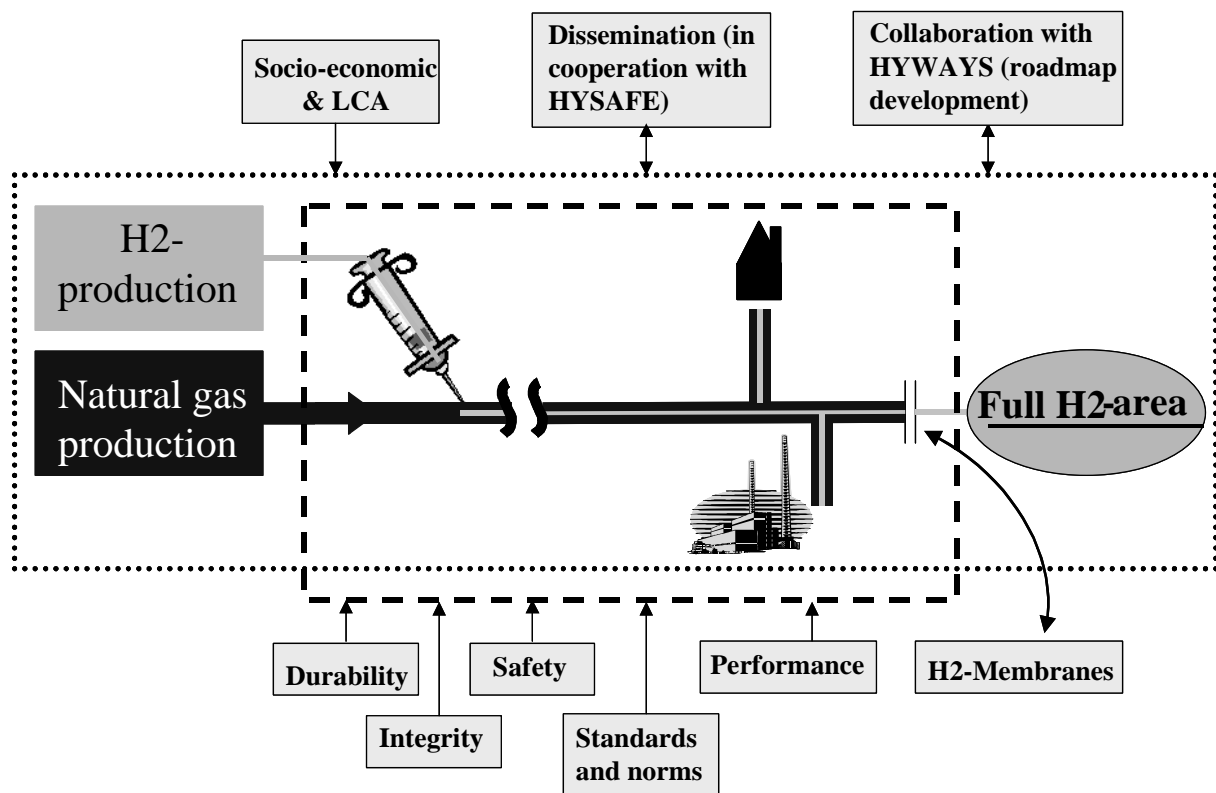 Socio-economic
& LCA
Dissemination (in
cooperation with
HYSAFE)
Collaboration with
HYWAYS (roadmap
development)
H2-
production
Natural gas
production
Full H2-area
Durability
Integrity
Safety
Standards
and norms
Performance
H2-Membranes